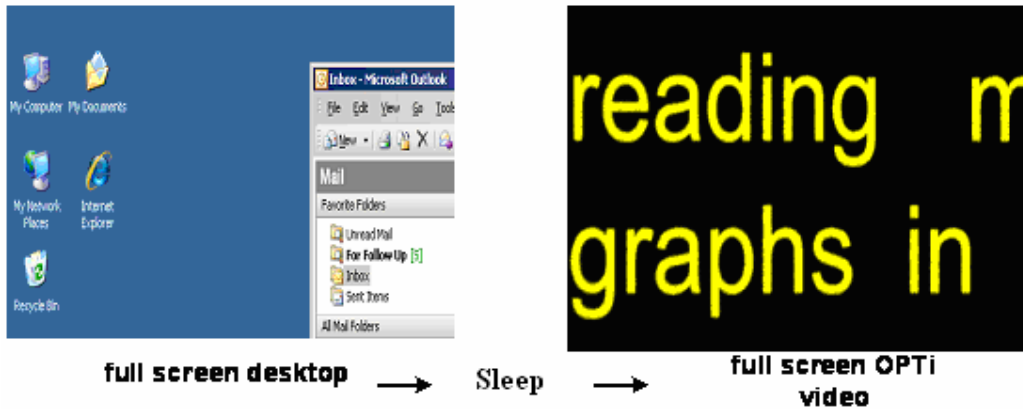 My Computer My Documents
My Network
Places
Internet
Explorer
Recycle Bin
Inbox - Microsoft Outlook
File Edit View Go Tools
New
Mail
Favorite Folders
Unread Mail
For Follow Up [5]
Inbox
Sent Items
All Mail Folders
reading m
graphs in
full screen desktop → Sleep → full screen OPTi
video